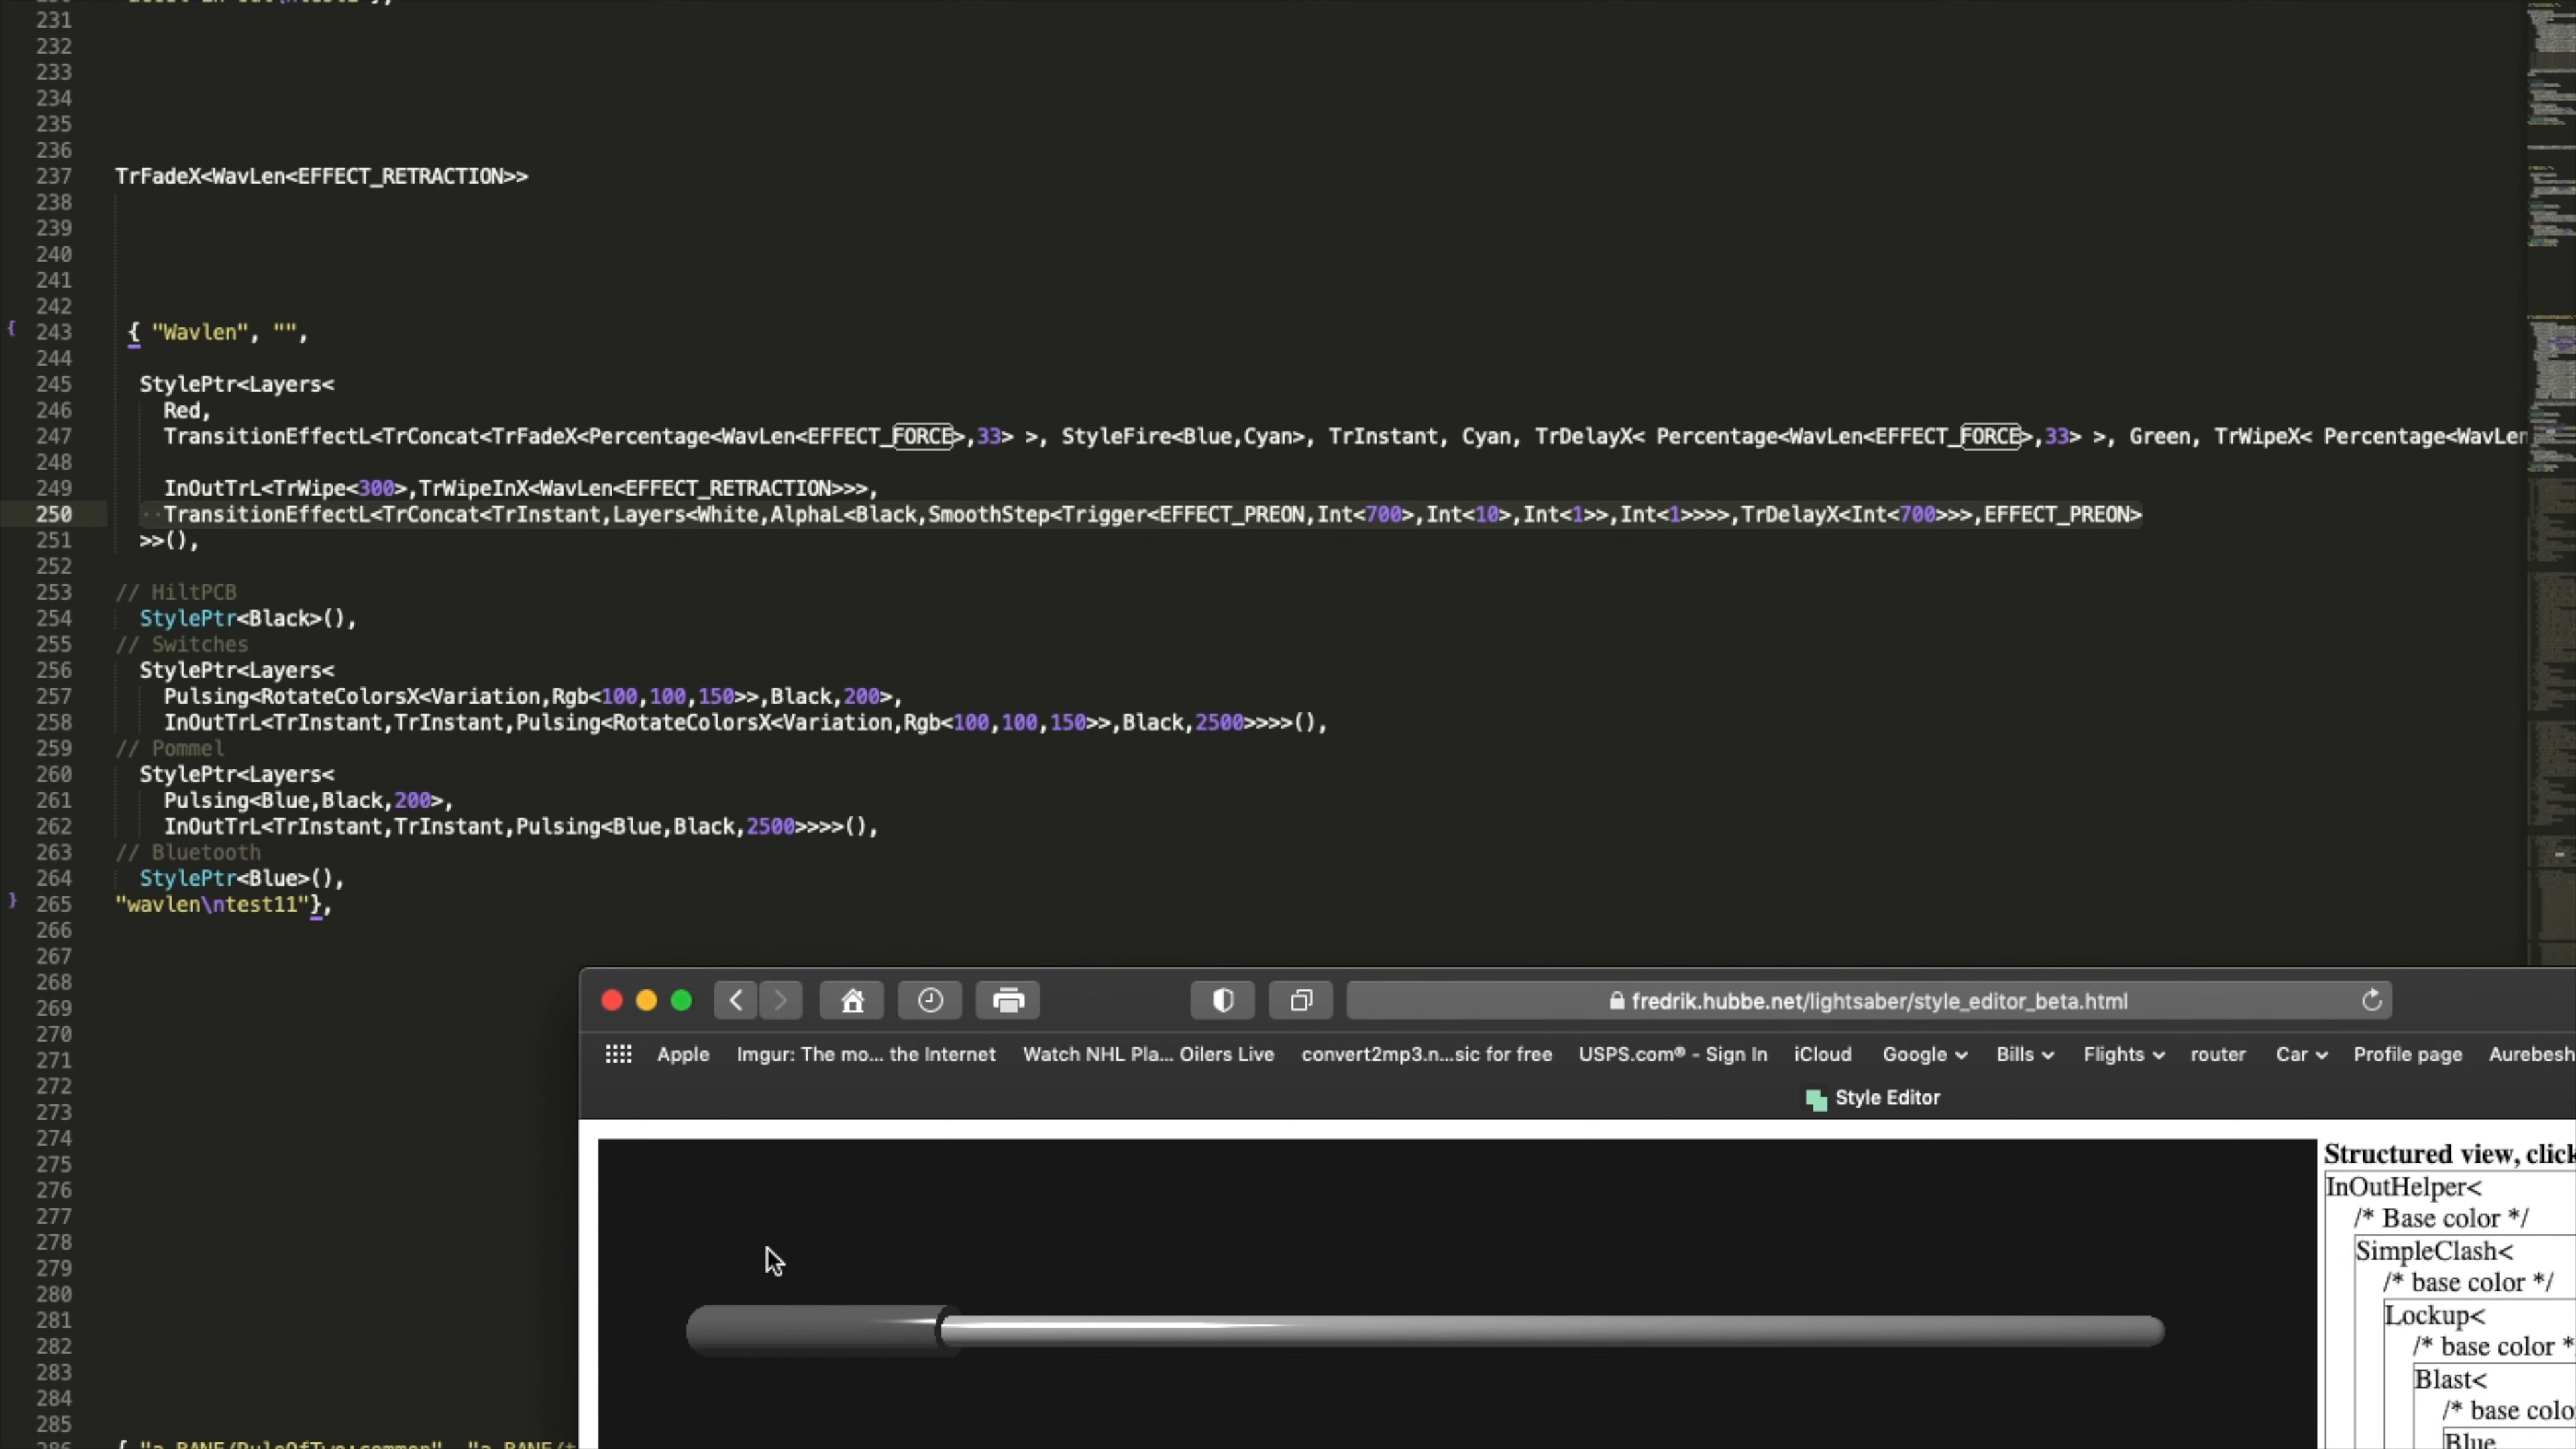 231
232
233
234
235
236
237 TrFadeX<WavLen<EFFECT_RETRACTION>>
238
239
240
241
242
{ 243 { "Wavlen", "",
244
245 StylePtr<Layers<
246 Red,
247 TransitionEffectL<TrConcat<TrFadeX<Percentage<WavLen<EFFECT_FORCE>,33> >, StyleFire<Blue,Cyan>, TrInstant, Cyan, TrDelayX< Percentage<WavLen<EFFECT_FORCE>,33> >, Green, TrWipeX< Percentage<WavLen
248
249 InOutTrL<TrWipe<300>,TrWipeInX<WavLen<EFFECT_RETRACTION>>>,
250 TransitionEffectL<TrConcat<TrInstant,Layers<White,AlphaL<Black,SmoothStep<Trigger<EFFECT_PREON,Int<700>,Int<10>,Int<1>>,Int<1>>>>,TrDelayX<Int<700>>>,EFFECT_PREON>
251 >>(),
252
253 // HiltPCB
254 StylePtr<Black>(),
255 // Switches
256 StylePtr<Layers<
257 Pulsing<RotateColorsX<Variation,Rgb<100,100,150>>,Black,200>,
258 InOutTrL<TrInstant,TrInstant,Pulsing<RotateColorsX<Variation,Rgb<100,100,150>>,Black,2500>>>>(),
259 // Pommel
260 StylePtr<Layers<
261 Pulsing<Blue,Black,200>,
262 InOutTrL<TrInstant,TrInstant,Pulsing<Blue,Black,2500>>>>(),
263 // Bluetooth
264 StylePtr<Blue>(),
} 265 "wavlen\ntest11"},
266
267
268
269
270
271
272
273
274
275
276
277
278
279
280
281
282
283
284
285
fredrik.hubbe.net/lightsaber/style_editor_beta.html
Apple Imgur: The mo... the Internet Watch NHL Pla... Oilers Live convert2mp3.n...sic for free USPS.com® - Sign In iCloud Google Bills Flights router Car Profile page Aurebesh
Style Editor
Structured view, click
InOutHelper<
/* Base color */
SimpleClash<
/* base color */
Lockup<
/* base color *
Blast<
/* base colo
Blue